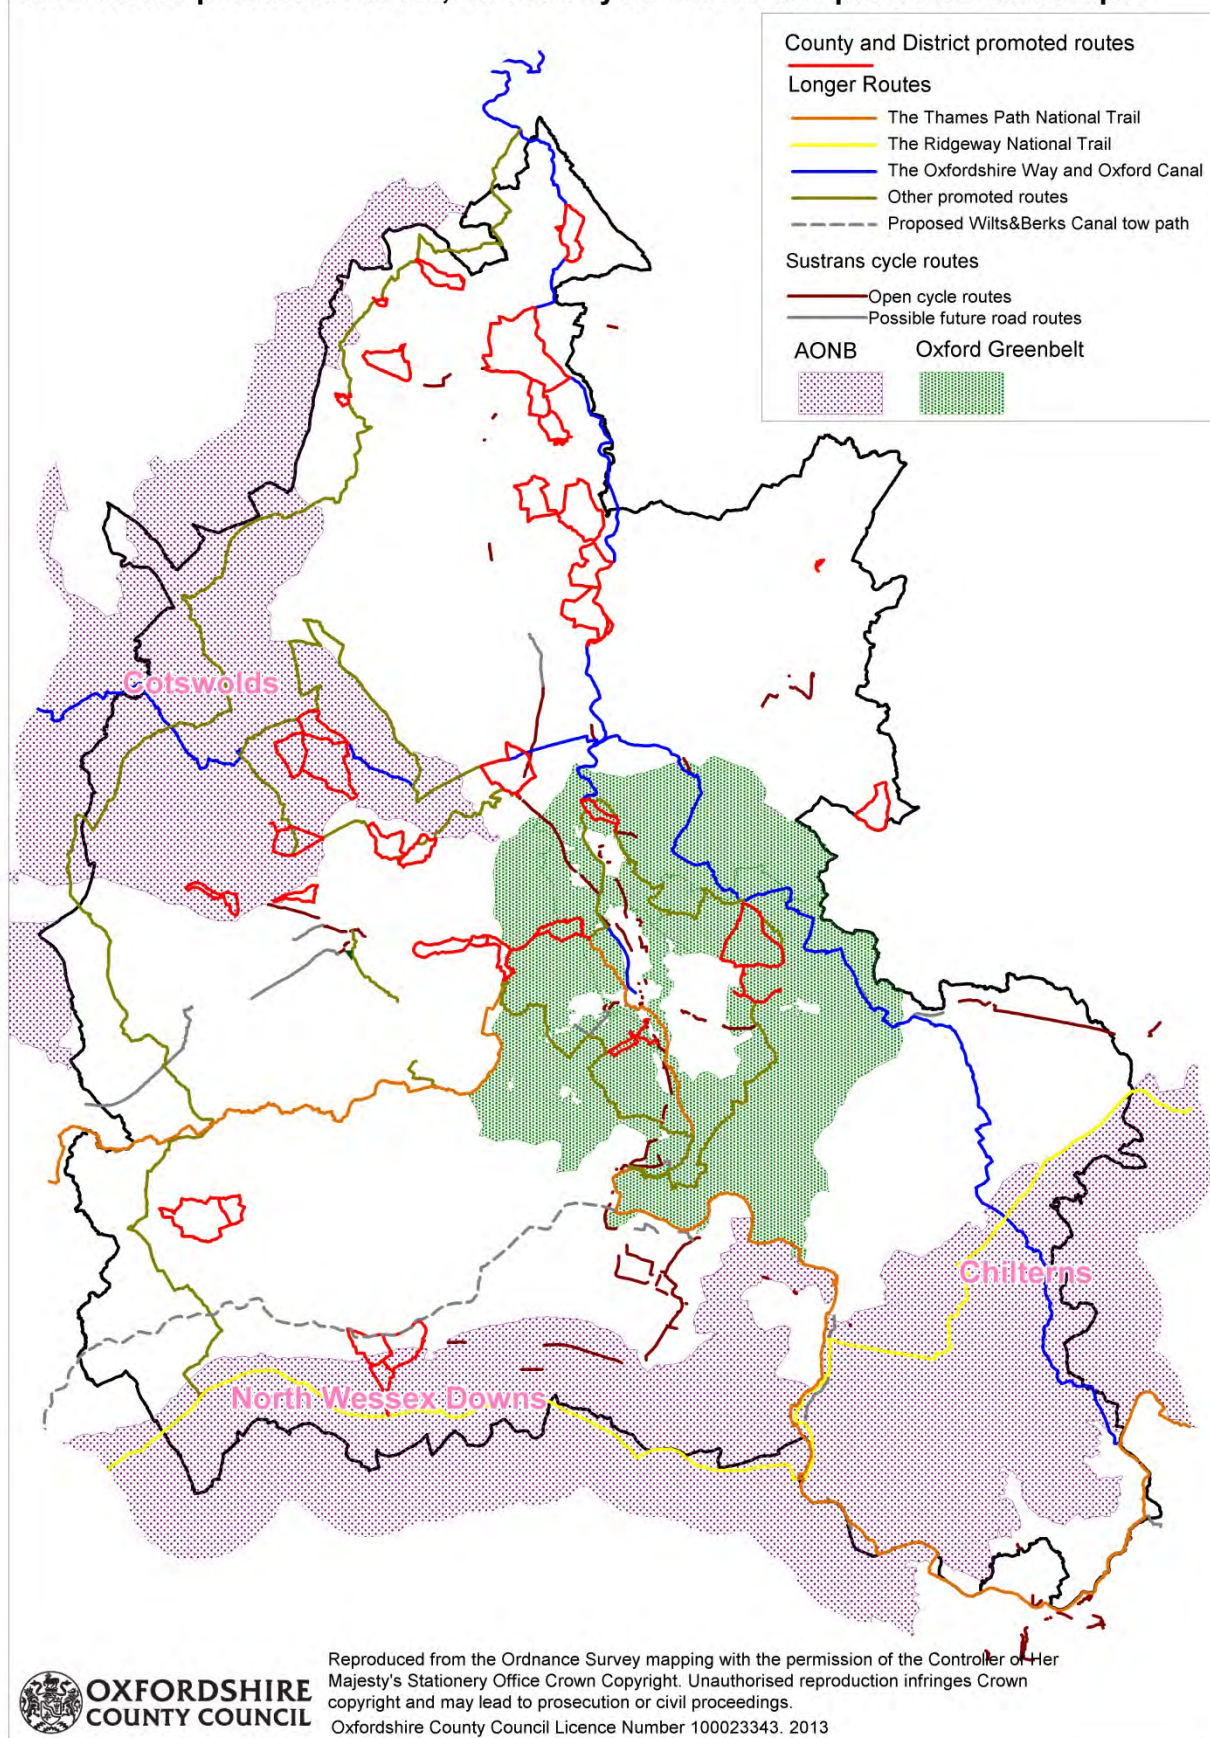 County and District promoted routes
Longer Routes
The Thames Path National Trail
The Ridgeway National Trail
The Oxfordshire Way and Oxford Canal
Other promoted routes
Proposed Wilts&Berks Canal tow path
Sustrans cycle routes
Open cycle routes
Possible future road routes
AONB Oxford Greenbelt
Cotswolds
Chilterns
North Wessex Downs
OXFORDSHIRE
COUNTY COUNCIL
Reproduced from the Ordnance Survey mapping with the permission of the Controller of Her
Majesty's Stationery Office Crown Copyright. Unauthorised reproduction infringes Crown
copyright and may lead to prosecution or civil proceedings.
Oxfordshire County Council Licence Number 100023343. 2013